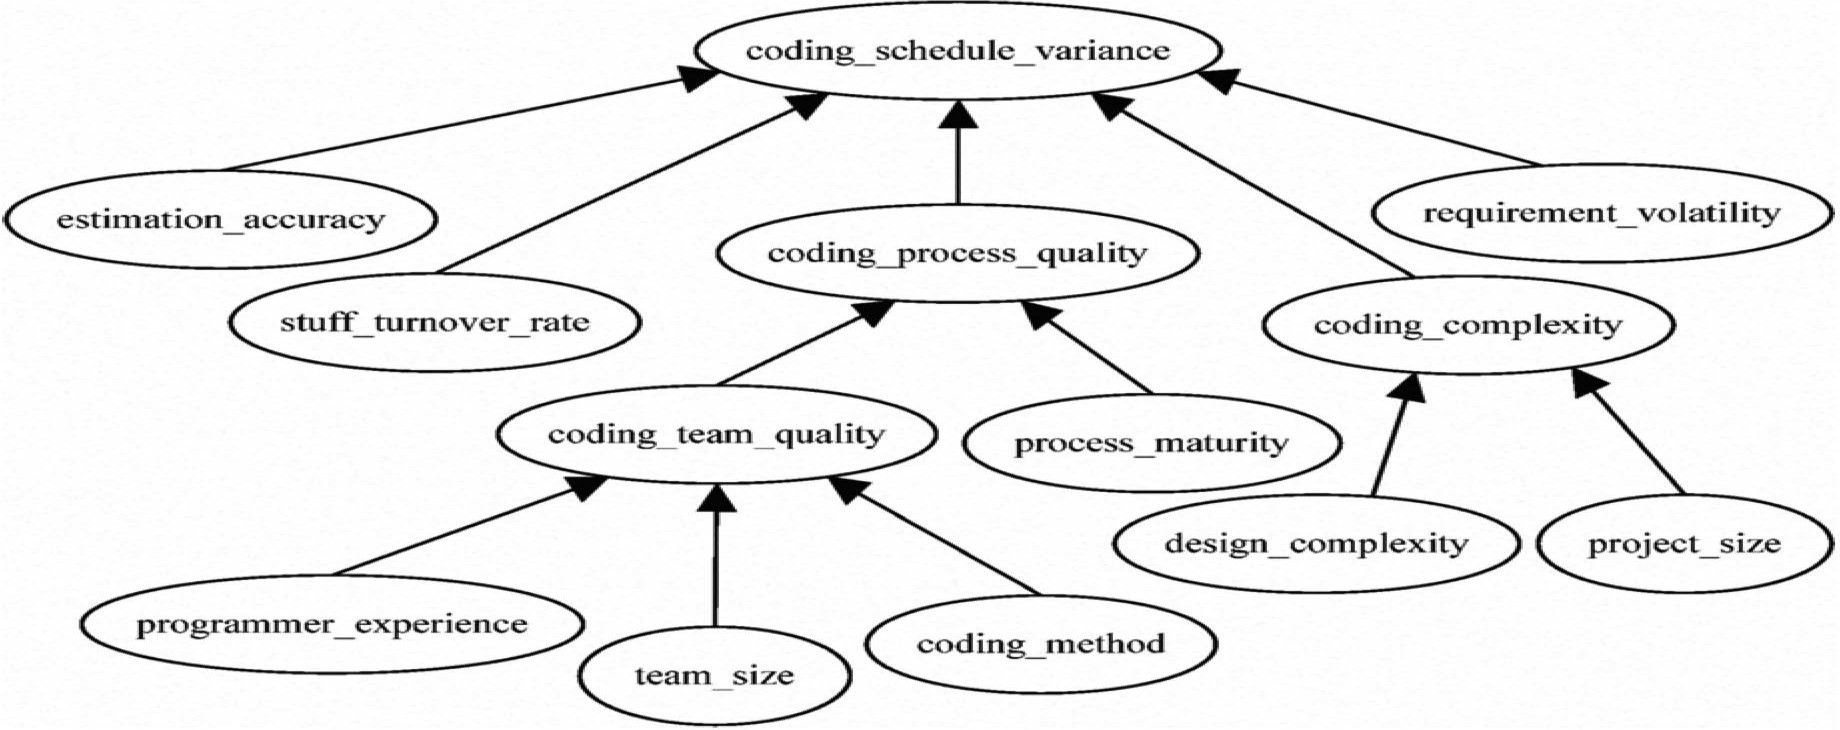 coding_schedule_variance
estimation_accuracy
requirement_volatility
coding_process_quality
stuff_turnover_rate
coding_complexity
coding_team_quality
process_maturity
design_complexity
project_size
programmer_experience
coding_method
team_size